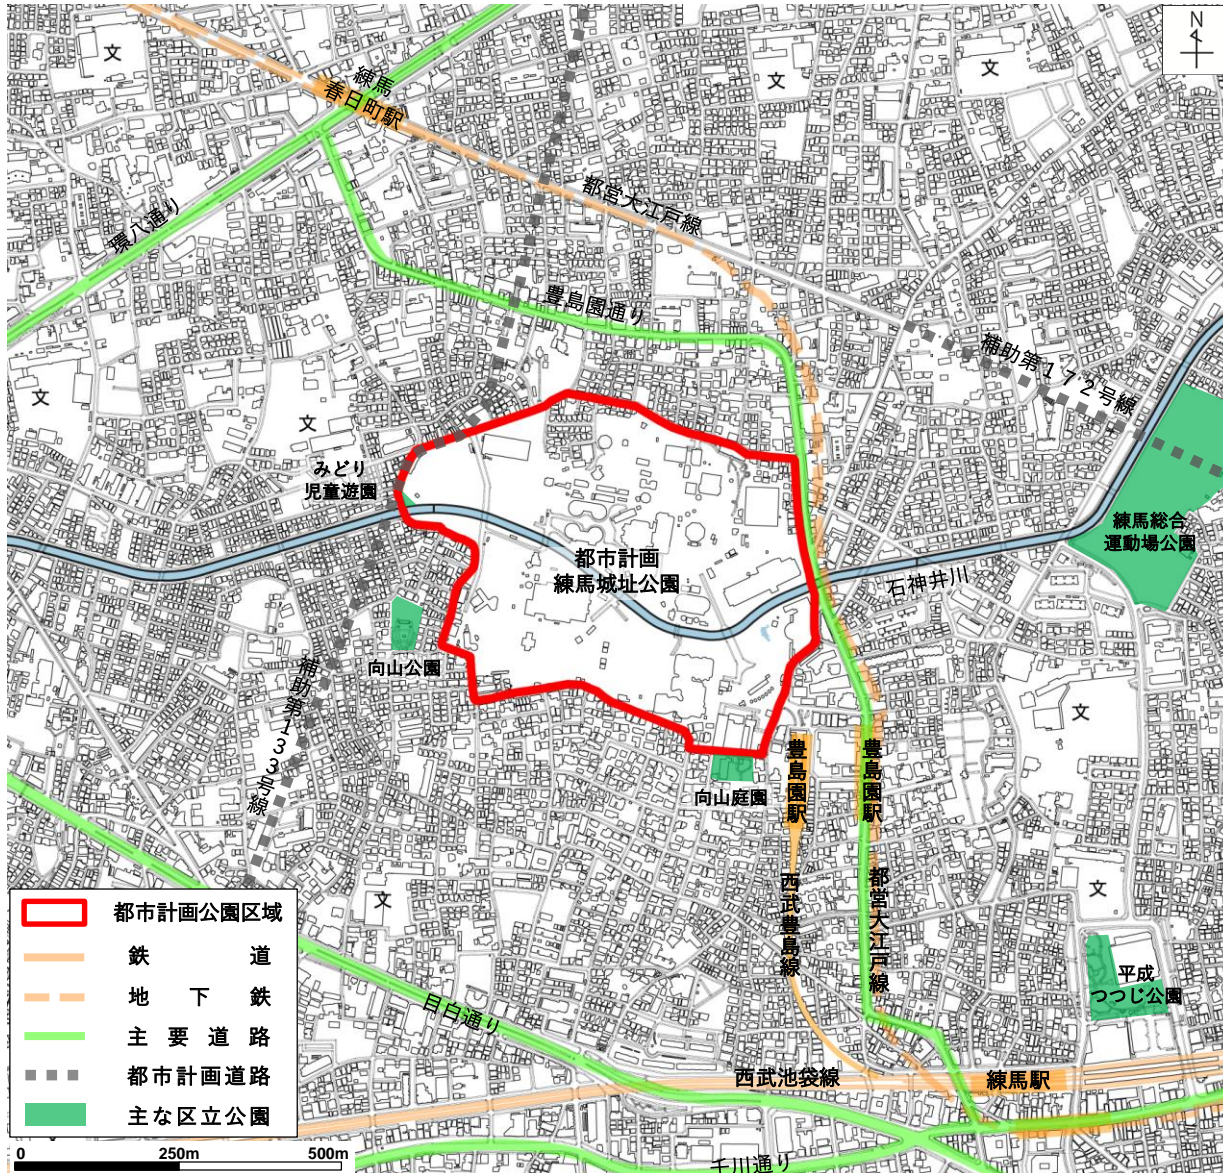 N
文
文
文
練馬
春日町駅
都営大江戸線
環八通り
豊島園通り
補助第172号線
文
文
みどり
児童遊園
練馬総合
運動場公園
都市計画
練馬城址公園
石神井川
向山公園
補助第133号線
文
豊島園駅
豊島園駅
向山庭園
西武豊島線
都営大江戸線
文
文
平成
つつじ公園
目白通り
西武池袋線
練馬駅
千川通り
都市計画公園区域
鉄道
地下鉄
主要道路
都市計画道路
主な区立公園
0 250m 500m